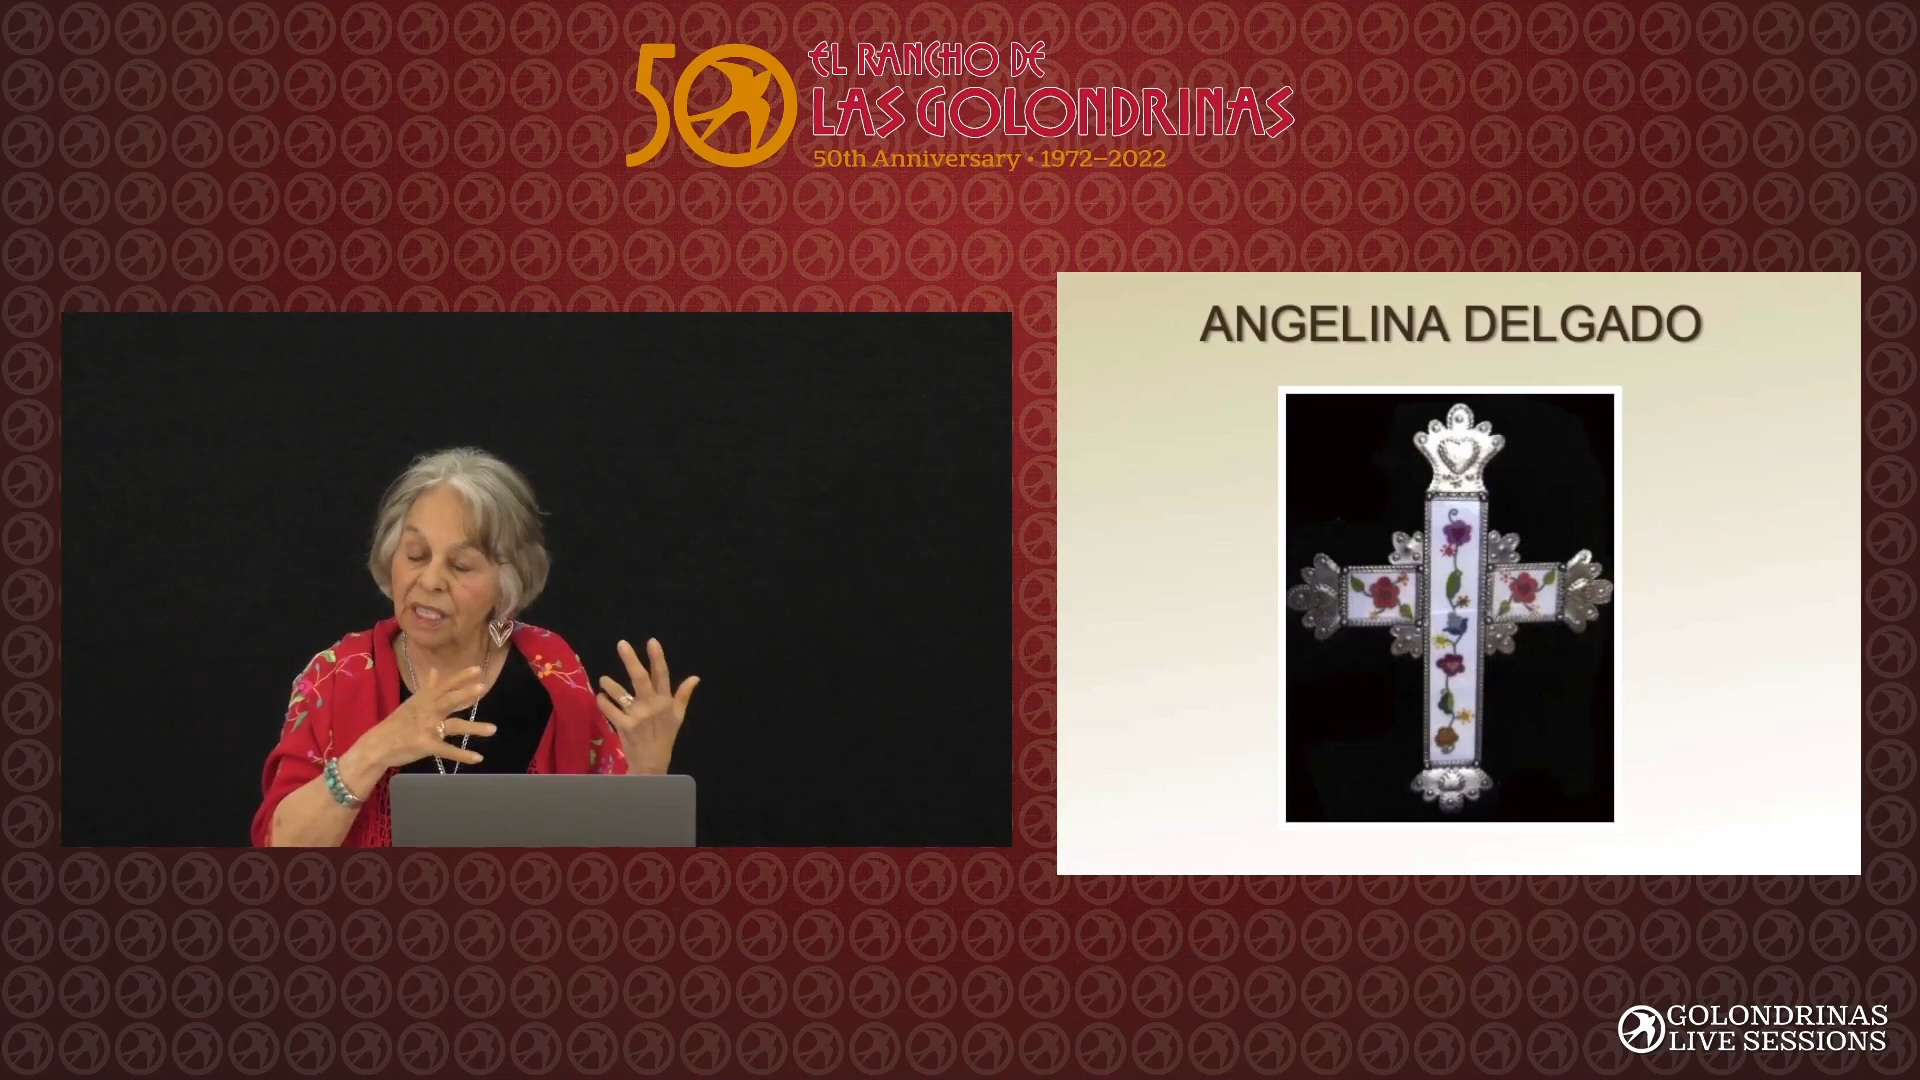 50
EL RANCHO DE
LAS GOLONDRINAS
50th Anniversary • 1972–2022
ANGELINA DELGADO
GOLONDRINAS
LIVE SESSIONS